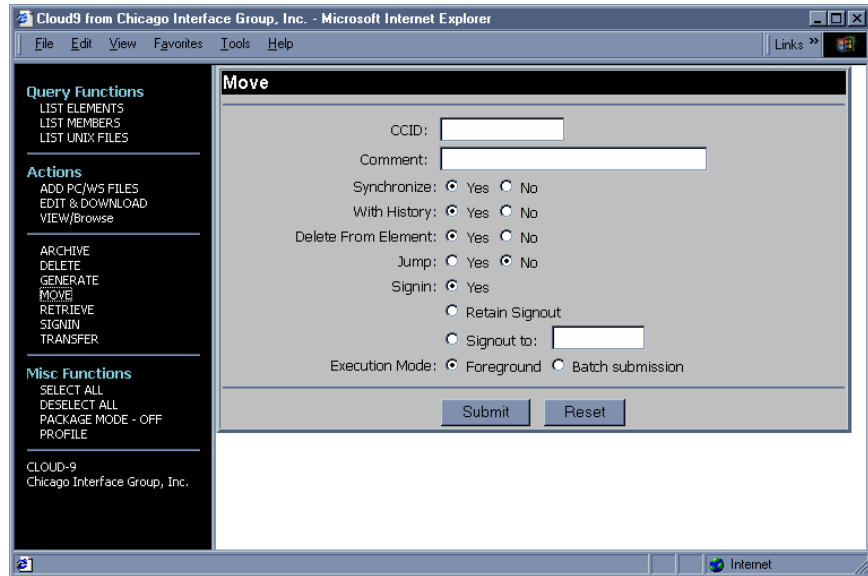 Cloud9 from Chicago Interface Group, Inc. - Microsoft Internet Explorer
File Edit View Favorites Tools Help Links »
Query Functions
LIST ELEMENTS
LIST MEMBERS
LIST UNIX FILES
Actions
ADD PC/WS FILES
EDIT & DOWNLOAD
VIEW/Browse
ARCHIVE
DELETE
GENERATE
MOVE
RETRIEVE
SIGNIN
TRANSFER
Misc Functions
SELECT ALL
DESELECT ALL
PACKAGE MODE - OFF
PROFILE
CLOUD-9
Chicago Interface Group, Inc.
Move
CCID:
Comment:
Synchronize: Yes No
With History: Yes No
Delete From Element: Yes No
Jump: Yes No
Signin: Yes
Retain Signout
Signout to:
Execution Mode: Foreground Batch submission
Submit Reset
Internet